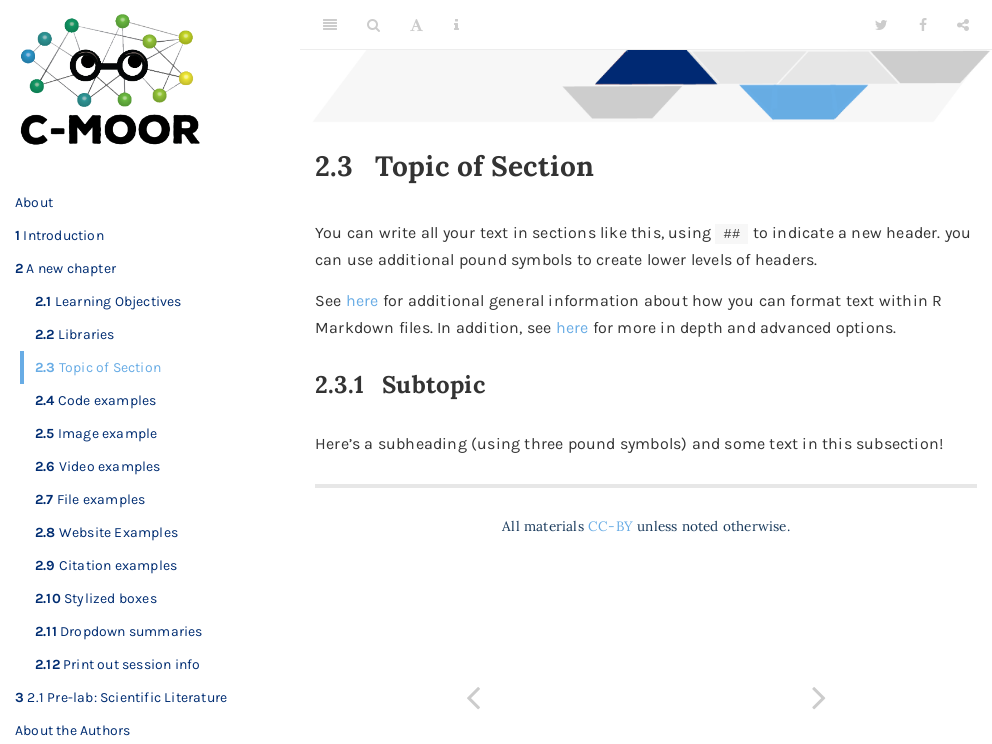 C-MOOR
About
1 Introduction
2 A new chapter
2.1 Learning Objectives
2.2 Libraries
2.3 Topic of Section
2.4 Code examples
2.5 Image example
2.6 Video examples
2.7 File examples
2.8 Website Examples
2.9 Citation examples
2.10 Stylized boxes
2.11 Dropdown summaries
2.12 Print out session info
3 2.1 Pre-lab: Scientific Literature
About the Authors
2.3 Topic of Section
You can write all your text in sections like this, using ## to indicate a new header. you
can use additional pound symbols to create lower levels of headers.
See here for additional general information about how you can format text within R
Markdown files. In addition, see here for more in depth and advanced options.
2.3.1 Subtopic
Here’s a subheading (using three pound symbols) and some text in this subsection!
All materials CC-BY unless noted otherwise.